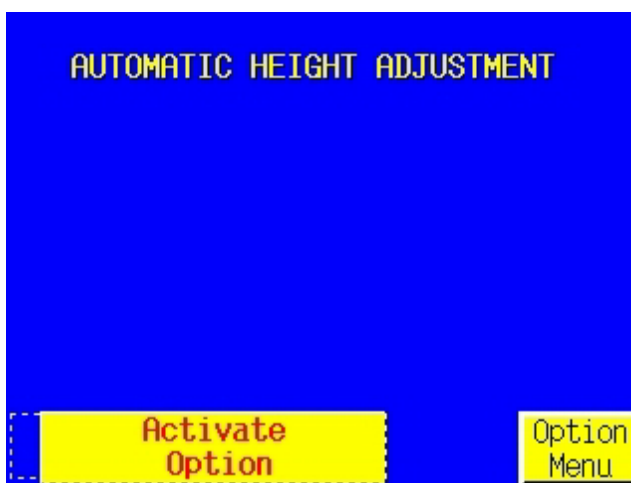 AUTOMATIC HEIGHT ADJUSTMENT
Activate
Option
Option
Menu